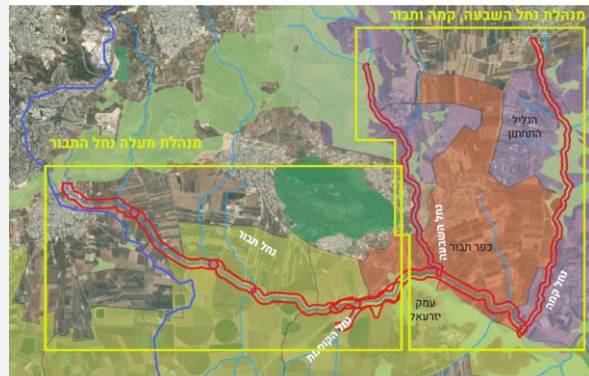 מנהלת נחל השבעה, קמה ותבור
הגליל
התחתון
מנהלת מעלה נחל התבור
נחל השבעה
נחל תבור
כפר תבור
נחל קמה
עמק
יזרעאל
נחל הקומות